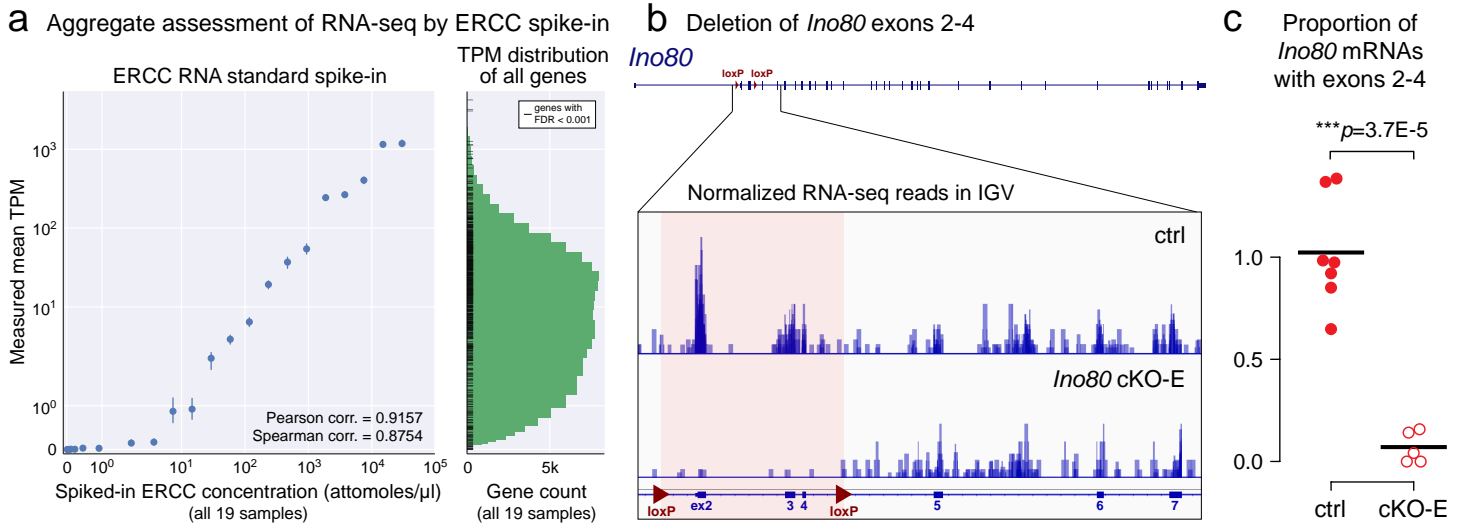 a Aggregate assessment of RNA-seq by ERCC spike-in
ERCC RNA standard spike-in
Measured mean TPM
10³
10²
10¹
10⁰
0
Pearson corr. = 0.9157
Spearman corr. = 0.8754
0 10⁰ 10¹ 10² 10³ 10⁴ 10⁵
Spiked-in ERCC concentration (attomoles/µl)
(all 19 samples)
TPM distribution
of all genes
genes with
FDR < 0.001
0 5k
Gene count
(all 19 samples)
b Deletion of Ino80 exons 2-4
Ino80
loxP loxP
Normalized RNA-seq reads in IGV
ctrl
Ino80 cKO-E
loxP ex2 3 4 loxP 5 6 7
c Proportion of
Ino80 mRNAs
with exons 2-4
***p=3.7E-5
1.0
0.5
0.0
ctrl cKO-E